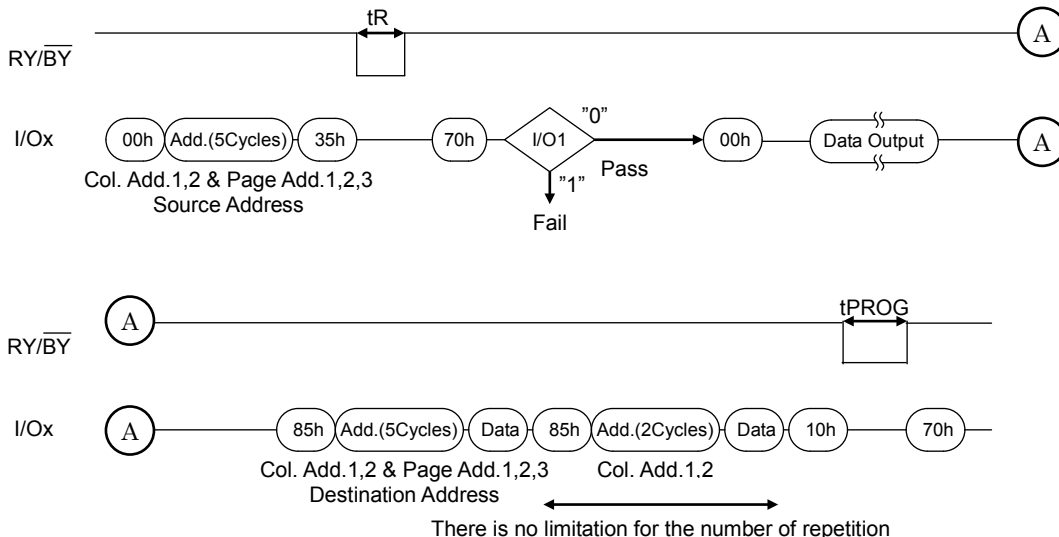 tR
RY/BY
A
I/Ox
00h Add.(5Cycles) 35h 70h I/O1 "0" 00h Data Output A
Pass
"1"
Fail
Col. Add.1,2 & Page Add.1,2,3
Source Address
tPROG
A
RY/BY
I/Ox
A 85h Add.(5Cycles) Data 85h Add.(2Cycles) Data 10h 70h
Col. Add.1,2 & Page Add.1,2,3 Col. Add.1,2
Destination Address
There is no limitation for the number of repetition